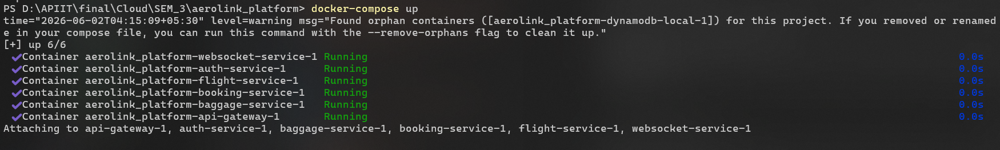 PS D:\APIIT\final\Cloud\SEM_3\aerolink_platform> docker-compose up
time="2026-06-02T04:15:09+05:30" level=warning msg="Found orphan containers ([aerolink_platform-dynamodb-local-1]) for this project. If you removed or rename
e in your compose file, you can run this command with the --remove-orphans flag to clean it up."
[+] up 6/6
✔Container aerolink_platform-websocket-service-1 Running 0.0s
✔Container aerolink_platform-auth-service-1 Running 0.0s
✔Container aerolink_platform-flight-service-1 Running 0.0s
✔Container aerolink_platform-booking-service-1 Running 0.0s
✔Container aerolink_platform-baggage-service-1 Running 0.0s
✔Container aerolink_platform-api-gateway-1 Running 0.0s
Attaching to api-gateway-1, auth-service-1, baggage-service-1, booking-service-1, flight-service-1, websocket-service-1